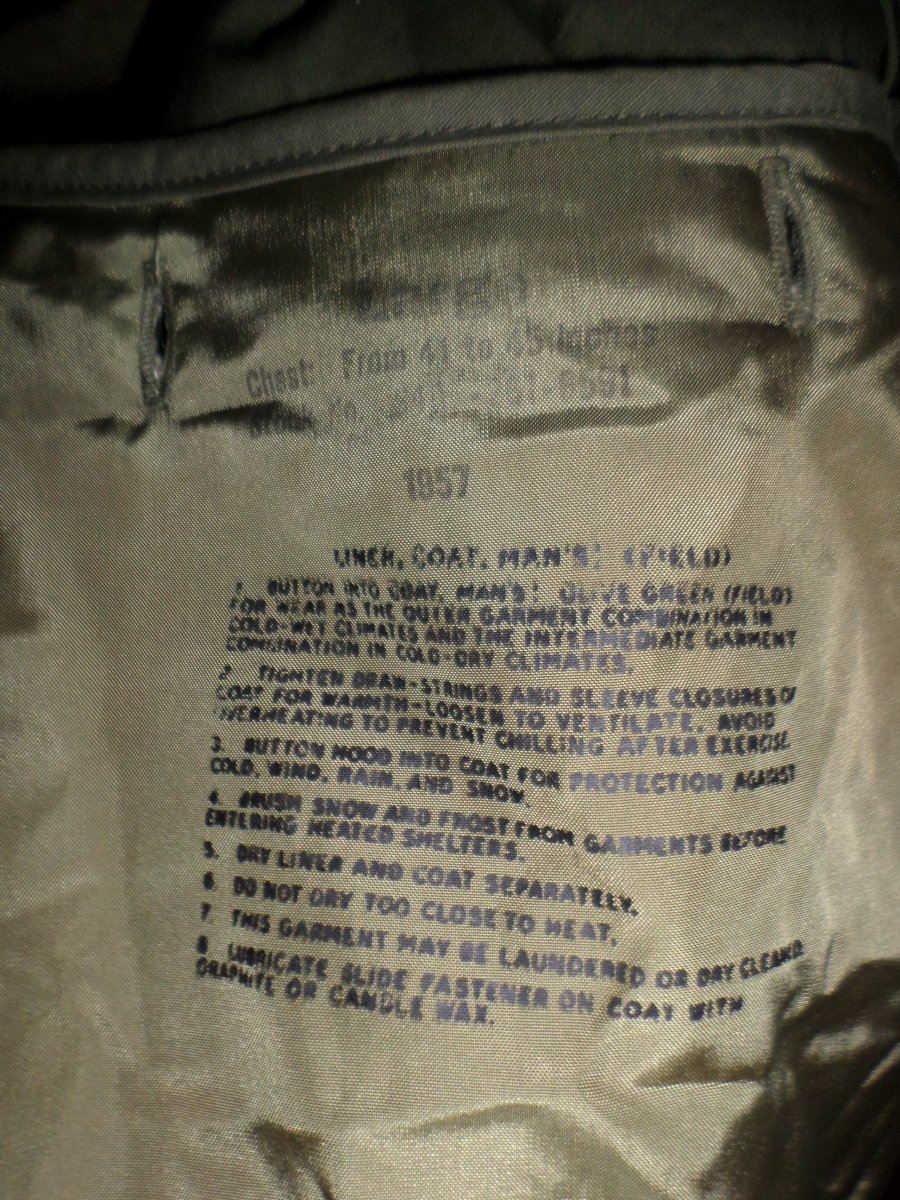 Chest: From 41 to 45 inches
Stock No.
1957
LINER, COAT, MAN'S: (FIELD)
1. BUTTON INTO COAT, MAN'S: OLIVE GREEN (FIELD)
FOR WEAR AS THE OUTER GARMENT COMBINATION IN
COLD-WET CLIMATES AND THE INTERMEDIATE GARMENT
COMBINATION IN COLD-DRY CLIMATES.
2. TIGHTEN DRAW-STRINGS AND SLEEVE CLOSURES OF
COAT FOR WARMTH-LOOSEN TO VENTILATE. AVOID
OVERHEATING TO PREVENT CHILLING AFTER EXERCISE
3. BUTTON HOOD INTO COAT FOR PROTECTION AGAINST
COLD, WIND, RAIN, AND SNOW.
4. BRUSH SNOW AND FROST FROM GARMENTS BEFORE
ENTERING HEATED SHELTERS.
5. DRY LINER AND COAT SEPARATELY.
6. DO NOT DRY TOO CLOSE TO HEAT.
7. THIS GARMENT MAY BE LAUNDERED OR DRY CLEANED
8. LUBRICATE SLIDE FASTENER ON COAT WITH
GRAPHITE OR CANDLE WAX.